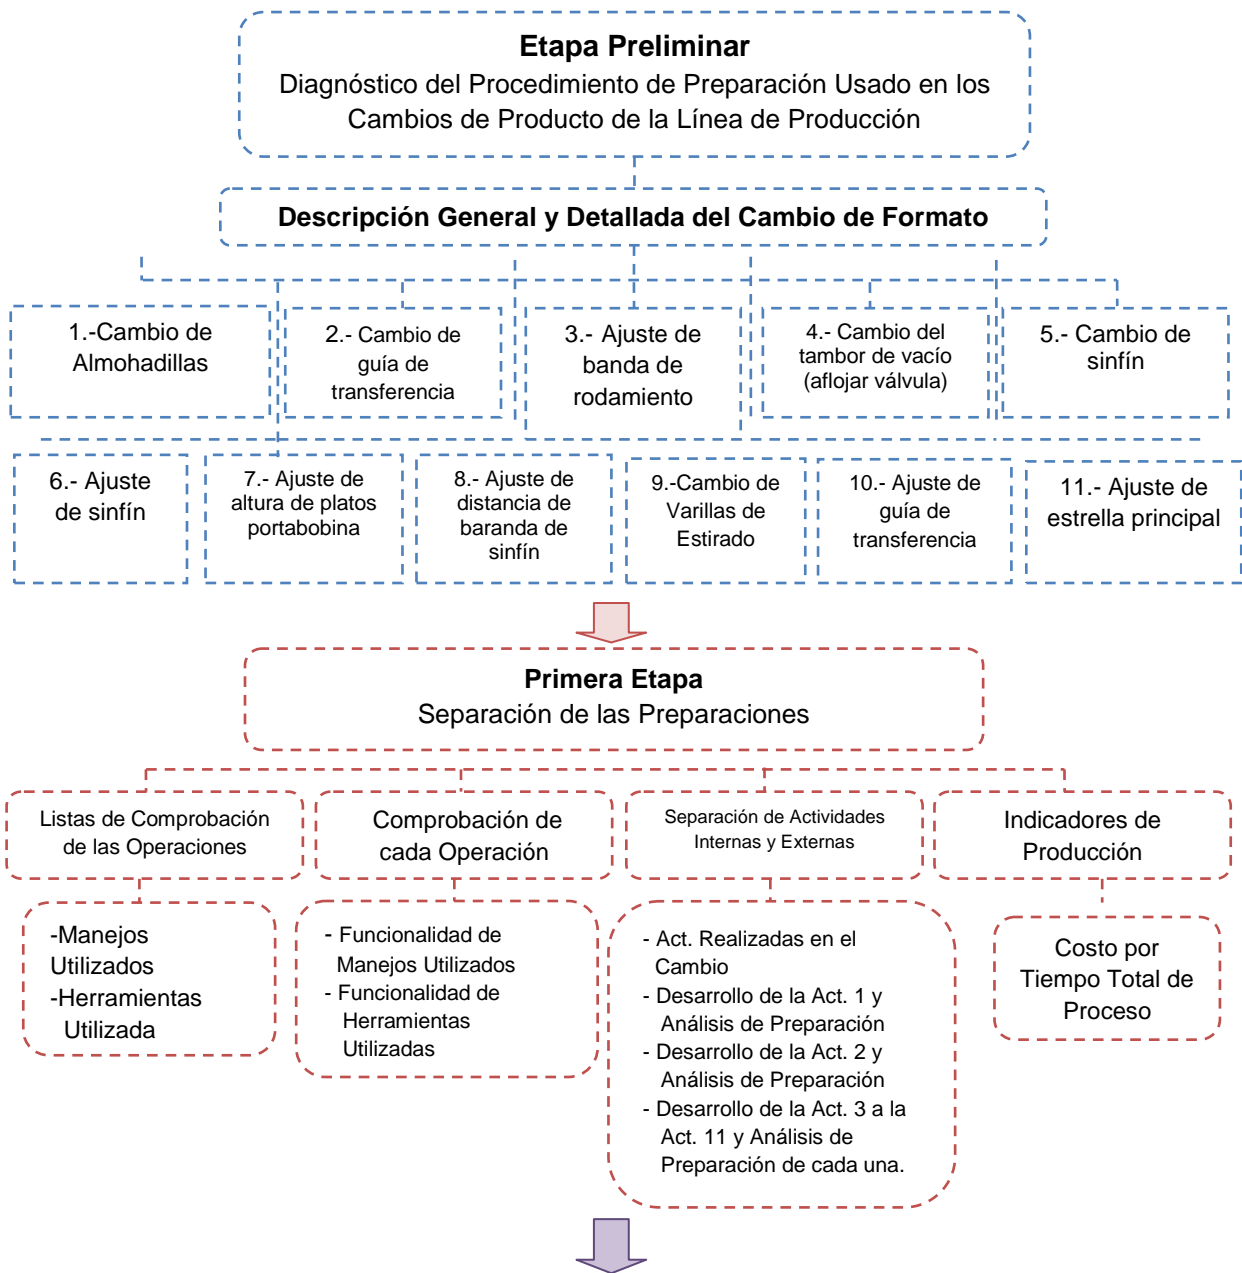 Etapa Preliminar
Diagnóstico del Procedimiento de Preparación Usado en los
Cambios de Producto de la Línea de Producción
Descripción General y Detallada del Cambio de Formato
1.-Cambio de
Almohadillas
2.- Cambio de
guía de
transferencia
3.- Ajuste de
banda de
rodamiento
4.- Cambio del
tambor de vacío
(aflojar válvula)
5.- Cambio de
sinfín
6.- Ajuste
de sinfín
7.- Ajuste de
altura de platos
portabobina
8.- Ajuste de
distancia de
baranda de
sinfín
9.-Cambio de
Varillas de
Estirado
10.- Ajuste de
guía de
transferencia
11.- Ajuste de
estrella principal
Primera Etapa
Separación de las Preparaciones
Listas de Comprobación
de las Operaciones
Comprobación de
cada Operación
Separación de Actividades
Internas y Externas
Indicadores de
Producción
-Manejos
Utilizados
-Herramientas
Utilizada
- Funcionalidad de
Manejos Utilizados
- Funcionalidad de
Herramientas
Utilizadas
- Act. Realizadas en el
Cambio
- Desarrollo de la Act. 1 y
Análisis de Preparación
- Desarrollo de la Act. 2 y
Análisis de Preparación
- Desarrollo de la Act. 3 a la
Act. 11 y Análisis de
Preparación de cada una.
Costo por
Tiempo Total de
Proceso